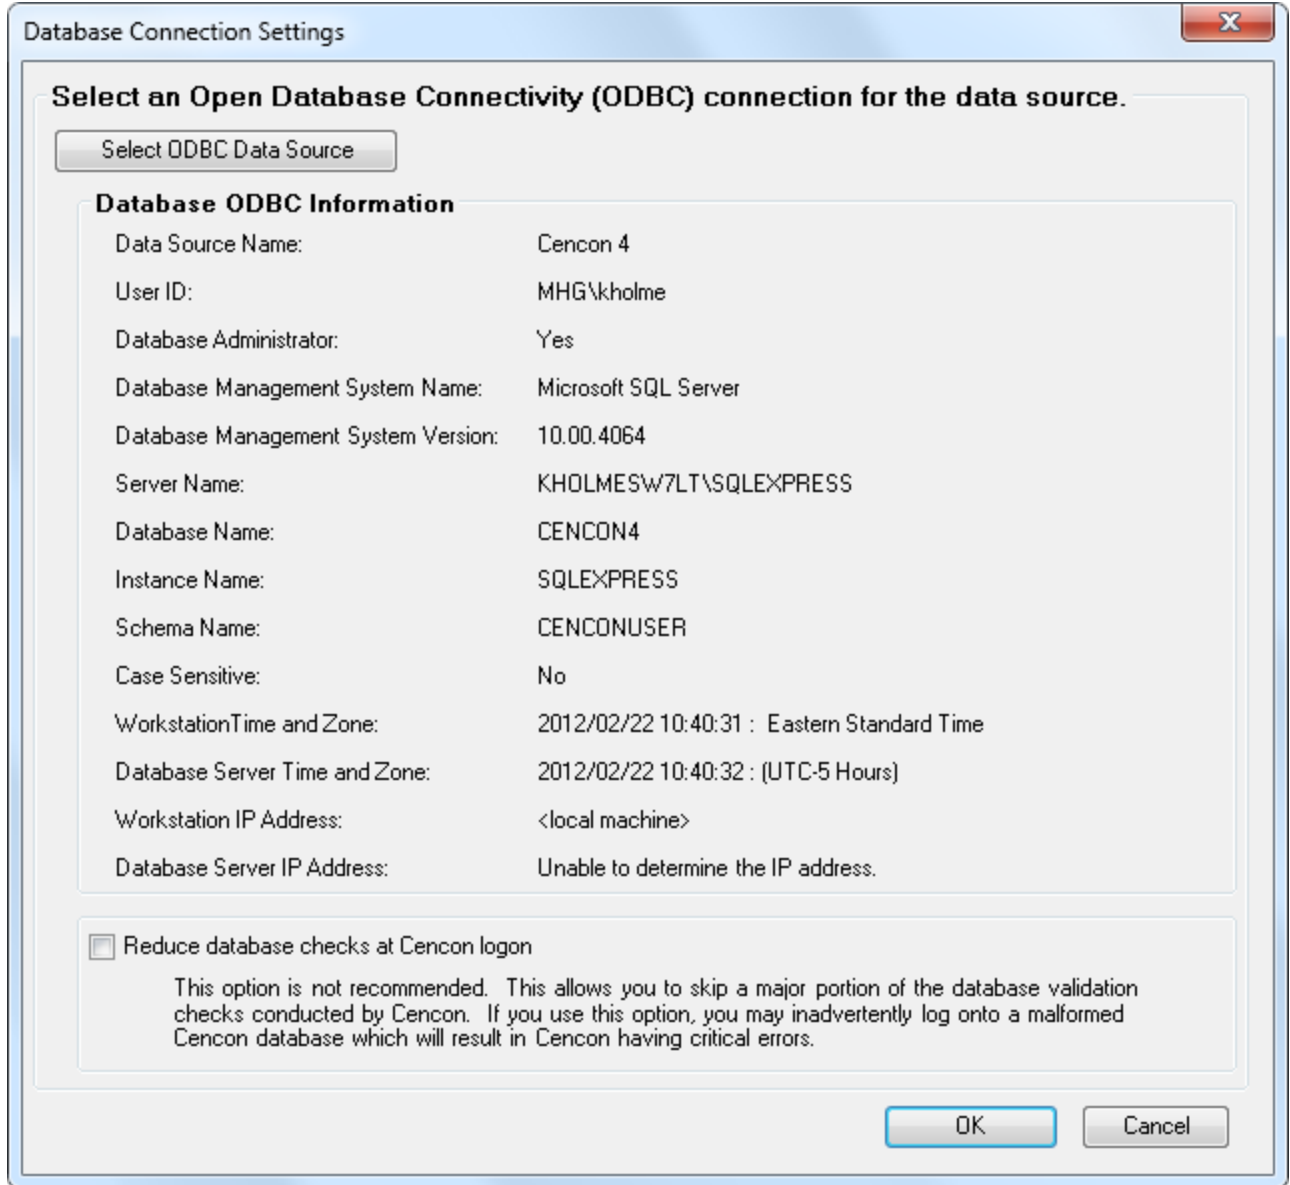 Database Connection Settings
Select an Open Database Connectivity (ODBC) connection for the data source.
Select ODBC Data Source
Database ODBC Information
Data Source Name: Cencon 4
User ID: MHG\kholme
Database Administrator: Yes
Database Management System Name: Microsoft SQL Server
Database Management System Version: 10.00.4064
Server Name: KHOLMESW7LT\SQLEXPRESS
Database Name: CENCON4
Instance Name: SQLEXPRESS
Schema Name: CENCONUSER
Case Sensitive: No
WorkstationTime and Zone: 2012/02/22 10:40:31 : Eastern Standard Time
Database Server Time and Zone: 2012/02/22 10:40:32 : (UTC-5 Hours)
Workstation IP Address: <local machine>
Database Server IP Address: Unable to determine the IP address.
Reduce database checks at Cencon logon
This option is not recommended. This allows you to skip a major portion of the database validation
checks conducted by Cencon. If you use this option, you may inadvertently log onto a malformed
Cencon database which will result in Cencon having critical errors.
OK Cancel